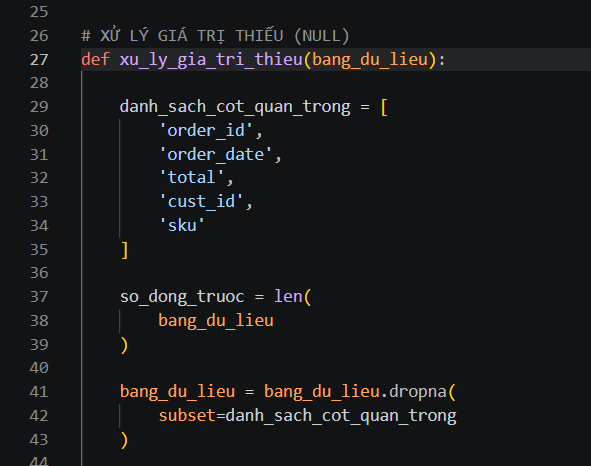 25
26 # XỬ LÝ GIÁ TRỊ THIẾU (NULL)
27 def xu_ly_gia_tri_thieu(bang_du_lieu):
28
29 danh_sach_cot_quan_trong = [
30 'order_id',
31 'order_date',
32 'total',
33 'cust_id',
34 'sku'
35 ]
36
37 so_dong_truoc = len(
38 bang_du_lieu
39 )
40
41 bang_du_lieu = bang_du_lieu.dropna(
42 subset=danh_sach_cot_quan_trong
43 )
44